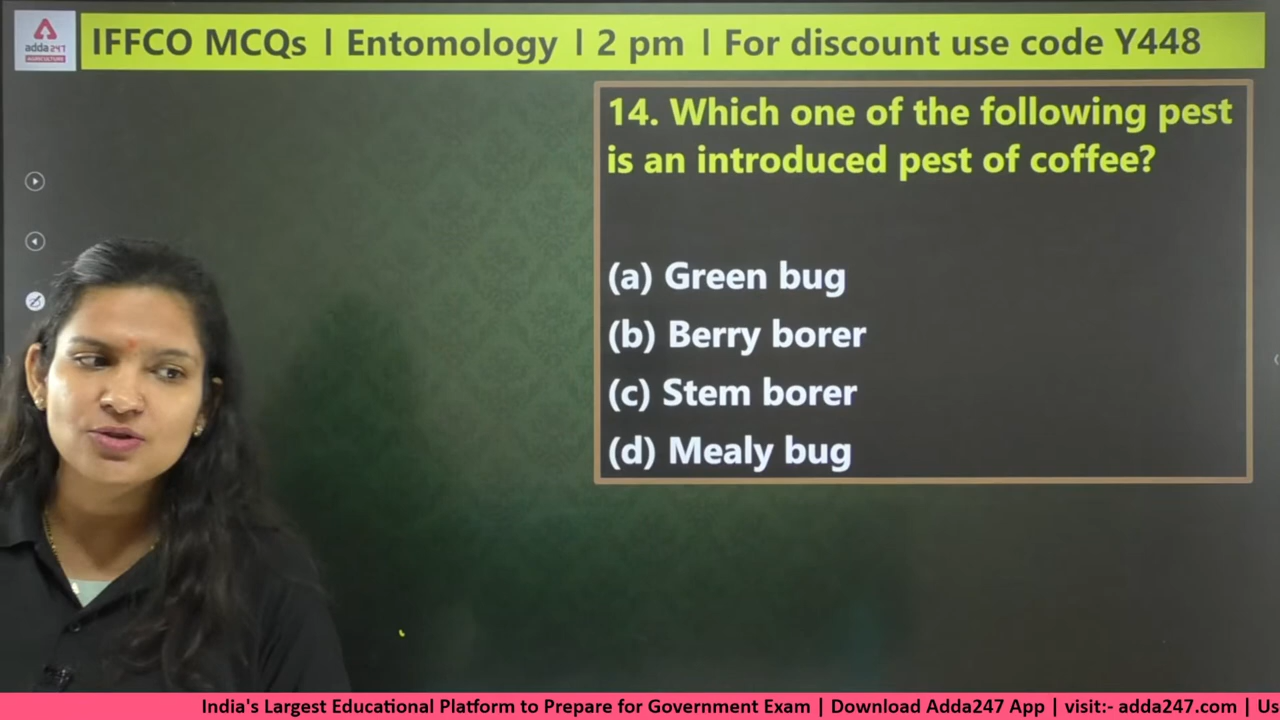 adda247
AGRICULTURE
IFFCO MCQs I Entomology I 2 pm I For discount use code Y448
14. Which one of the following pest
is an introduced pest of coffee?
(a) Green bug
(b) Berry borer
(c) Stem borer
(d) Mealy bug
India's Largest Educational Platform to Prepare for Government Exam | Download Adda247 App | visit:- adda247.com | Us